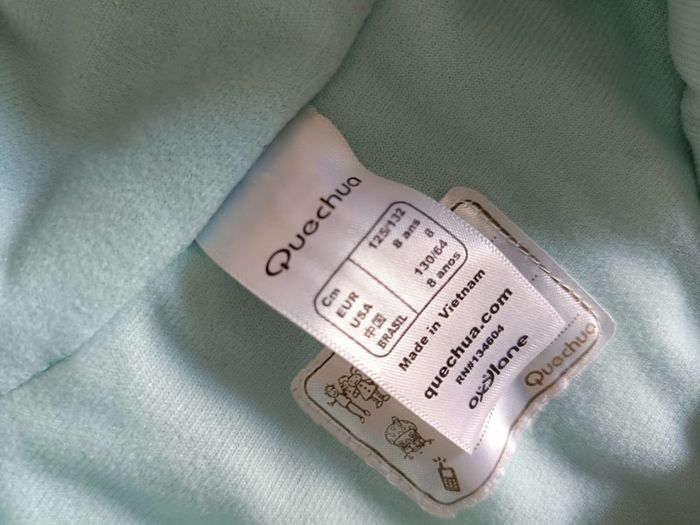 Quechua
Cm 125/132
EUR 8 ans
USA 8
中国 130/64
BRASIL 8 anos
Made in Vietnam
quechua.com
RN#134604
oxylane
Quechua